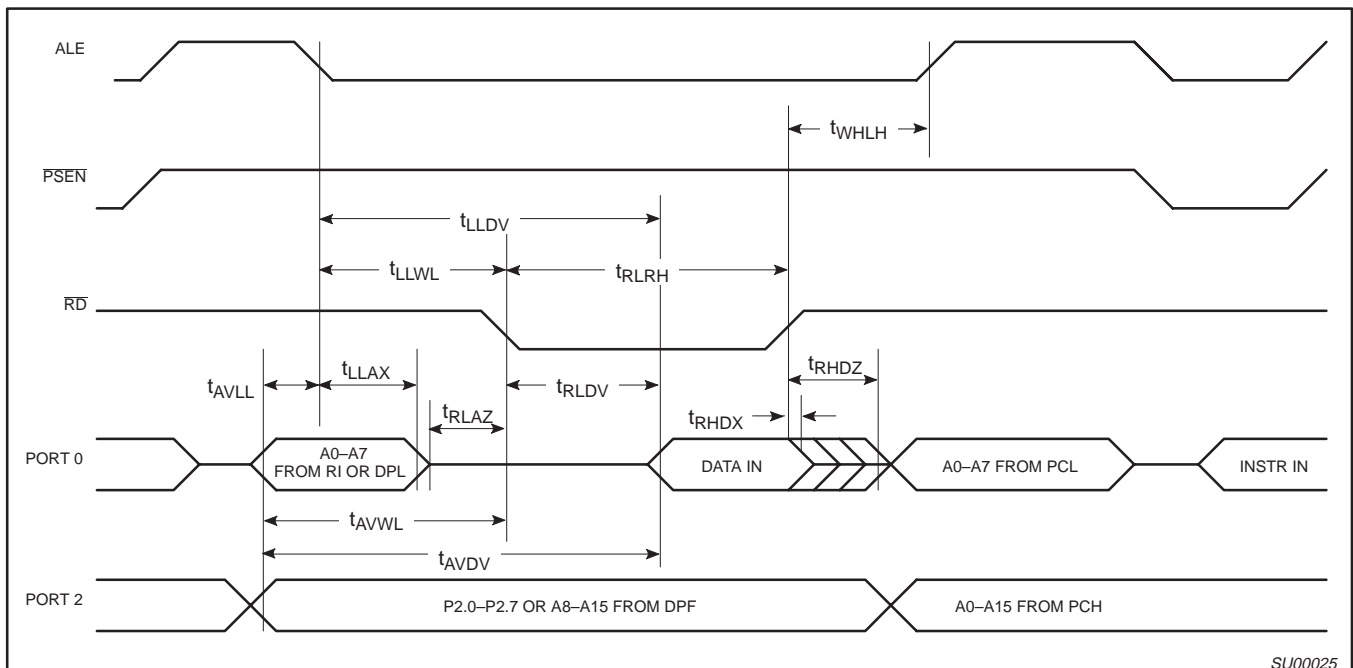 ALE
tWHLH
PSEN
tLLDV
tLLWL
tRLRH
RD
tAVLL
tLLAX
tRLAZ
tRLDV
tRHDZ
tRHDX
PORT 0
A0–A7
FROM RI OR DPL
DATA IN
A0–A7 FROM PCL
INSTR IN
tAVWL
tAVDV
PORT 2
P2.0–P2.7 OR A8–A15 FROM DPF
A0–A15 FROM PCH
SU00025